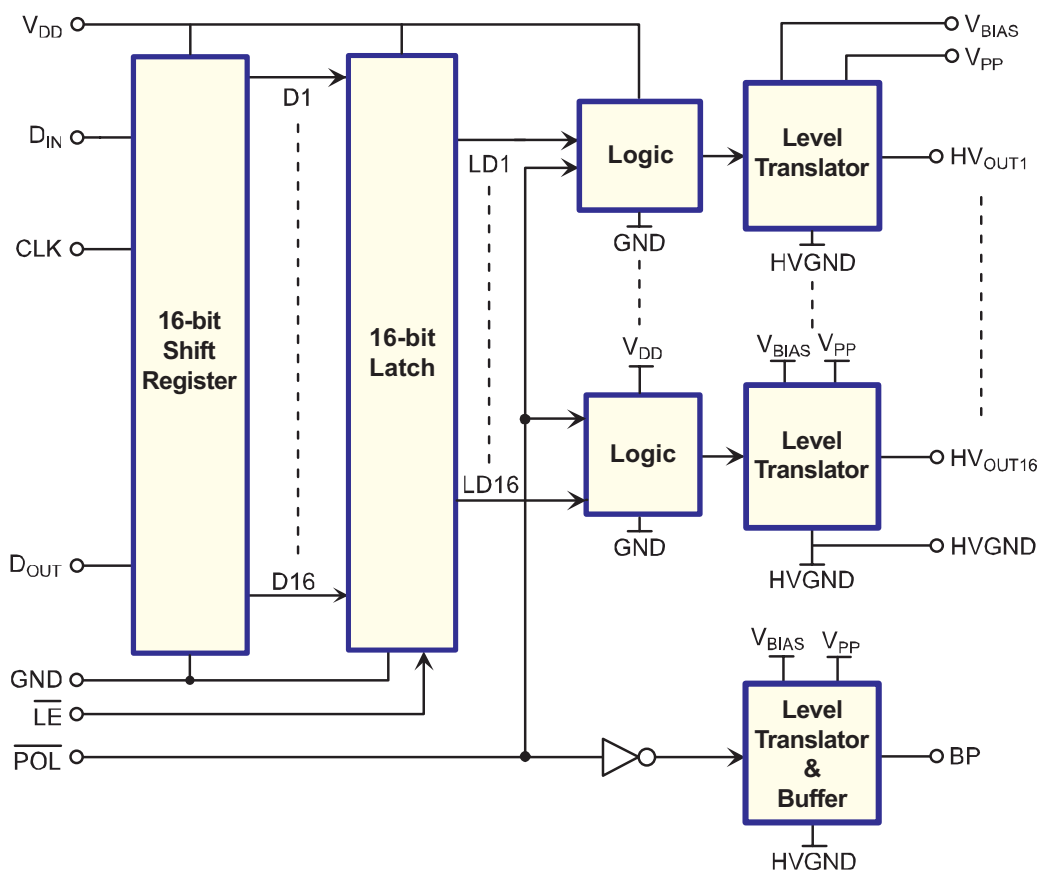 VDD
VBIAS
VPP
D1
DIN
LD1
Logic
Level
Translator
HVOUT1
CLK
GND
HVGND
16-bit
Shift
Register
16-bit
Latch
VDD
VBIAS
VPP
Logic
Level
Translator
HVOUT16
LD16
GND
HVGND
HVGND
DOUT
D16
VBIAS
VPP
GND
LE
POL
Level
Translator
&
Buffer
BP
HVGND